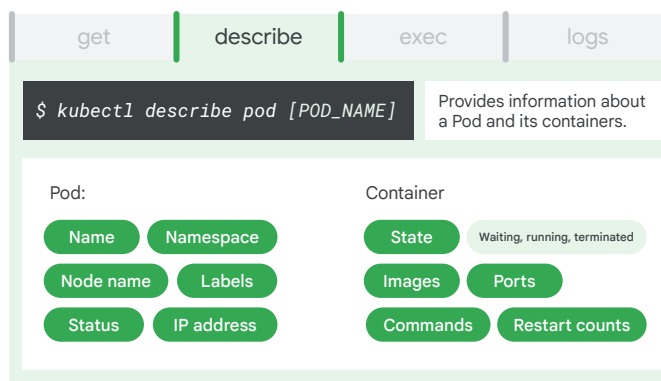 get describe exec logs
$ kubectl describe pod [POD_NAME]
Provides information about
a Pod and its containers.
Pod:
Name Namespace
Node name Labels
Status IP address
Container
State Waiting, running, terminated
Images Ports
Commands Restart counts